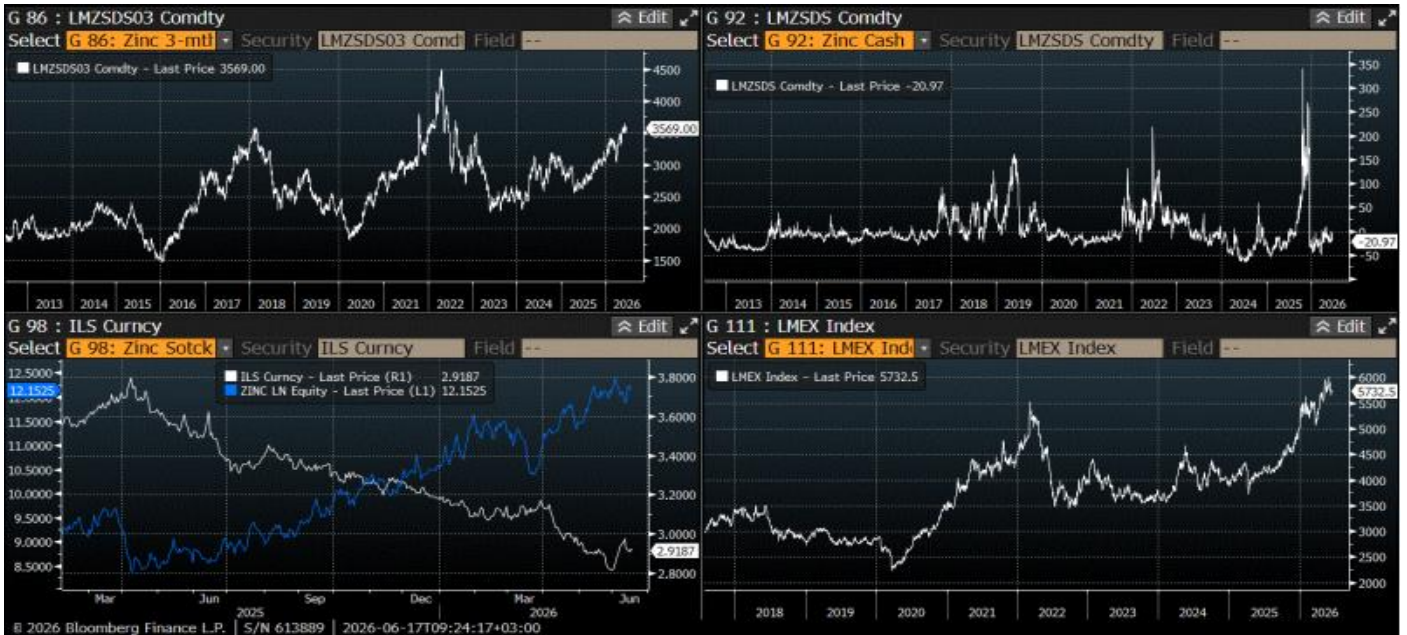 G 86 : LMZSDS03 Comdty
Edit
Select G 86: Zinc 3-mtl Security LMZSDS03 Comd Field --
LMZSDS03 Comdty - Last Price 3569.00
4500
4000
3569.00
3000
2500
2000
1500
2013 2014 2015 2016 2017 2018 2019 2020 2021 2022 2023 2024 2025 2026
G 92 : LMZSDS Comdty
Edit
Select G 92: Zinc Cash Security LMZSDS Comdty Field --
LMZSDS Comdty - Last Price -20.97
350
300
250
200
150
100
50
0
-20.97
-50
2013 2014 2015 2016 2017 2018 2019 2020 2021 2022 2023 2024 2025 2026
G 98 : ILS Curncy
Edit
Select G 98: Zinc Sotck Security ILS Curncy Field --
ILS Curncy - Last Price (R1) 2.9187
ZINC LN Equity - Last Price (L1) 12.1525
12.5000
12.1525
11.5000
11.0000
10.5000
10.0000
9.5000
9.0000
8.5000
3.8000
3.6000
3.4000
3.2000
3.0000
2.9187
2.8000
Mar Jun Sep Dec Mar Jun
2025 2026
G 111 : LMEX Index
Edit
Select G 111: LMEX Ind Security LMEX Index Field --
LMEX Index - Last Price 5732.5
6000
5732.5
5500
5000
4500
4000
3500
3000
2500
2000
2018 2019 2020 2021 2022 2023 2024 2025 2026
© 2026 Bloomberg Finance L.P. | S/N 613889 | 2026-06-17T09:24:17+03:00